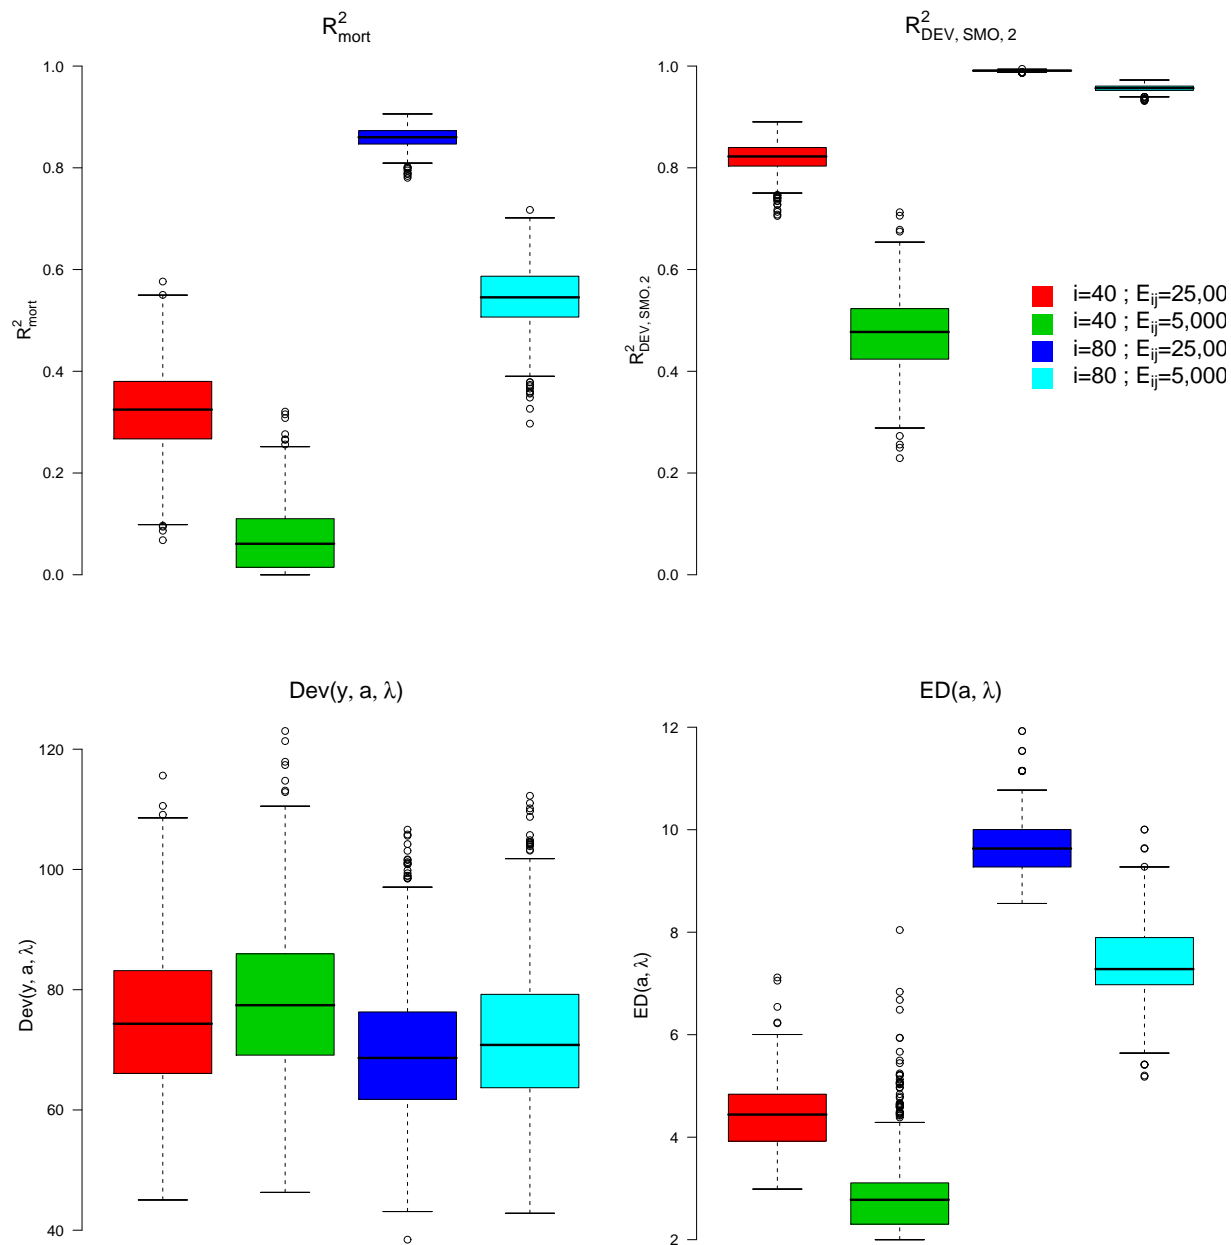 R²mort
1.0
0.8
0.6
0.4
0.2
0.0
R²mort
R²DEV, SMO, 2
1.0
0.8
0.6
0.4
0.2
0.0
R²DEV, SMO, 2
i=40 ; Eij=25,00
i=40 ; Eij=5,000
i=80 ; Eij=25,00
i=80 ; Eij=5,000
Dev(y, a, λ)
120
100
80
60
40
Dev(y, a, λ)
ED(a, λ)
12
10
8
6
4
2
ED(a, λ)